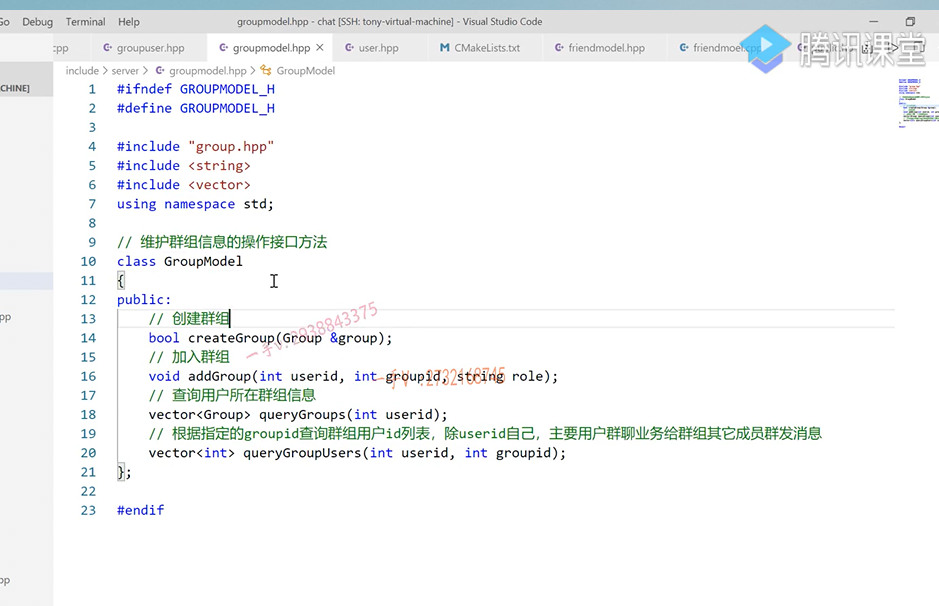 Go Debug Terminal Help groupmodel.hpp - chat [SSH: tony-virtual-machine] - Visual Studio Code
cpp groupuser.hpp groupmodel.hpp user.hpp CMakeLists.txt friendmodel.hpp
腾讯课堂
include > server > groupmodel.hpp > GroupModel
CHINE]
1 #ifndef GROUPMODEL_H
2 #define GROUPMODEL_H
3
4 #include "group.hpp"
5 #include <string>
6 #include <vector>
7 using namespace std;
8
9 // 维护群组信息的操作接口方法
10 class GroupModel
11 {
12 public:
pp
13 // 创建群组
14 bool createGroup(Group &group);
15 // 加入群组
16 void addGroup(int userid, int groupid, string role);
17 // 查询用户所在群组信息
18 vector<Group> queryGroups(int userid);
19 // 根据指定的groupid查询群组用户id列表，除userid自己，主要用户群聊业务给群组其它成员群发消息
20 vector<int> queryGroupUsers(int userid, int groupid);
21 };
22
23 #endif
pp
一手V:2938843375